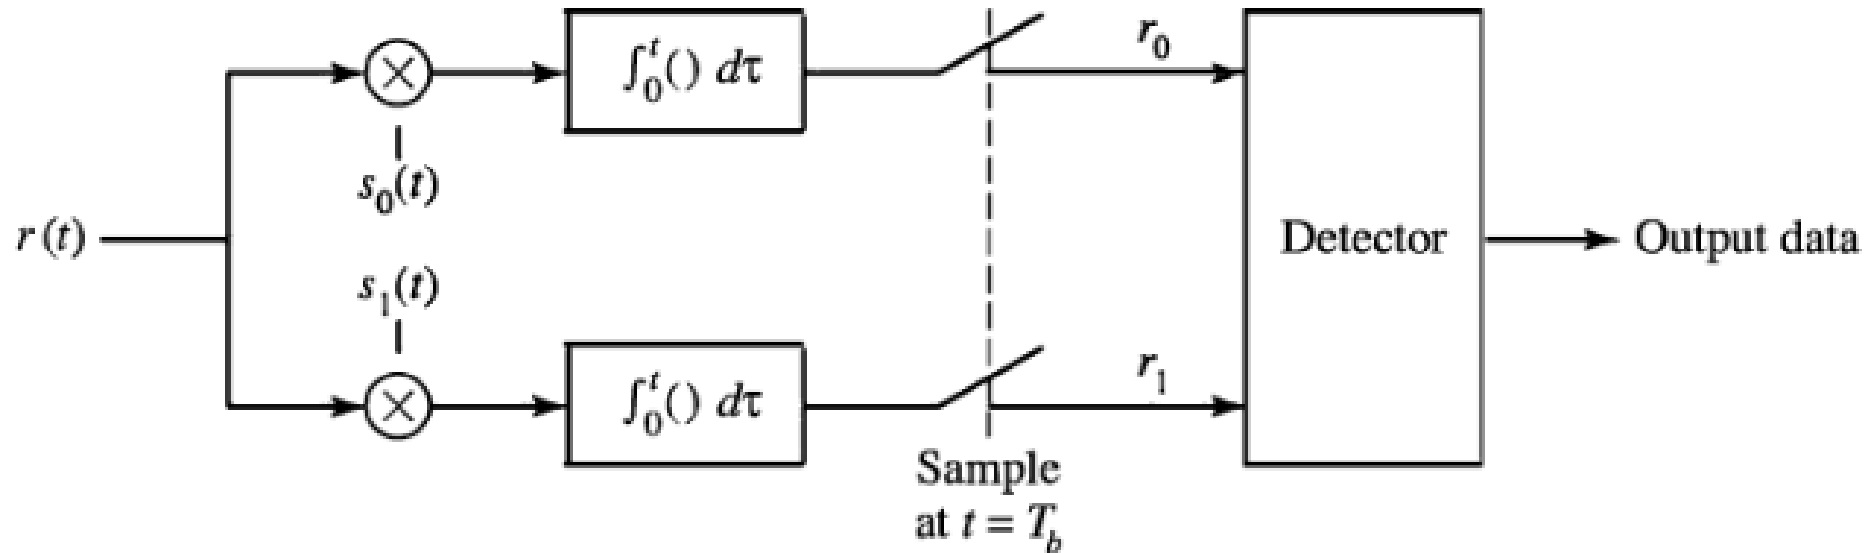 ∫₀ᵗ() dτ
r₀
s₀(t)
r(t)
Detector
Output data
s₁(t)
∫₀ᵗ() dτ
r₁
Sample
at t = T_b